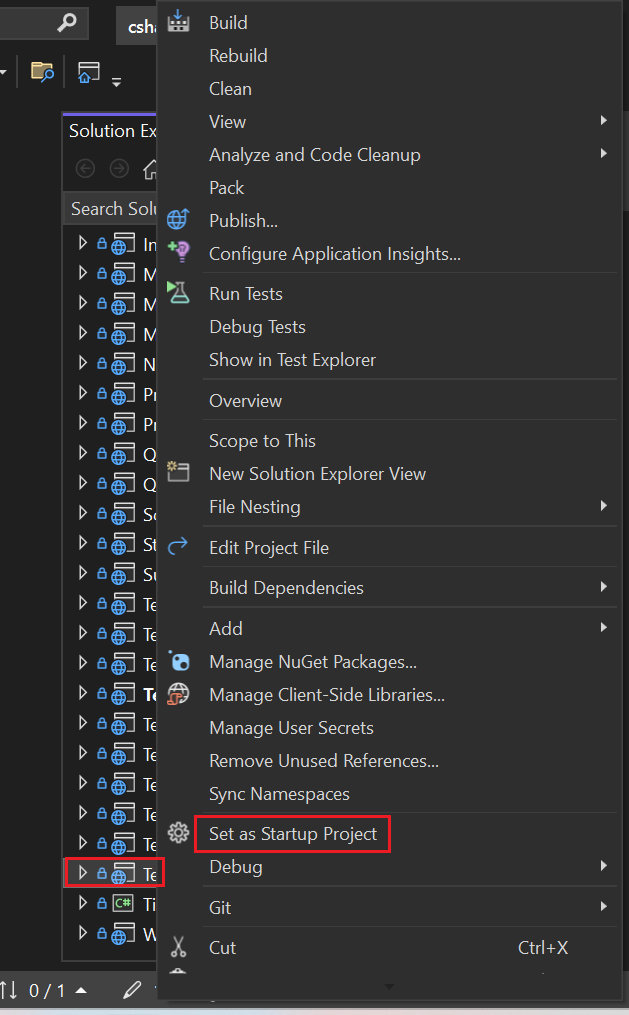 csha
Build
Rebuild
Clean
View
Analyze and Code Cleanup
Pack
Publish...
Configure Application Insights...
Run Tests
Debug Tests
Show in Test Explorer
Overview
Scope to This
New Solution Explorer View
File Nesting
Edit Project File
Build Dependencies
Add
Manage NuGet Packages...
Manage Client-Side Libraries...
Manage User Secrets
Remove Unused References...
Sync Namespaces
Set as Startup Project
Debug
Git
Cut Ctrl+X
Solution Ex
Search Solu
In
M
M
M
N
Pr
Pr
Q
Q
Sc
St
Su
Te
Te
Te
Te
Te
Te
Te
Te
Te
Te
C# Ti
W
0 / 1